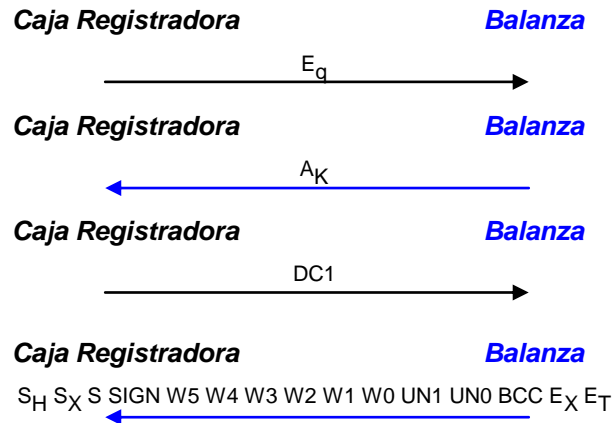 Caja Registradora Balanza
Eq
Caja Registradora Balanza
AK
Caja Registradora Balanza
DC1
Caja Registradora Balanza
SH SX S SIGN W5 W4 W3 W2 W1 W0 UN1 UN0 BCC EX ET